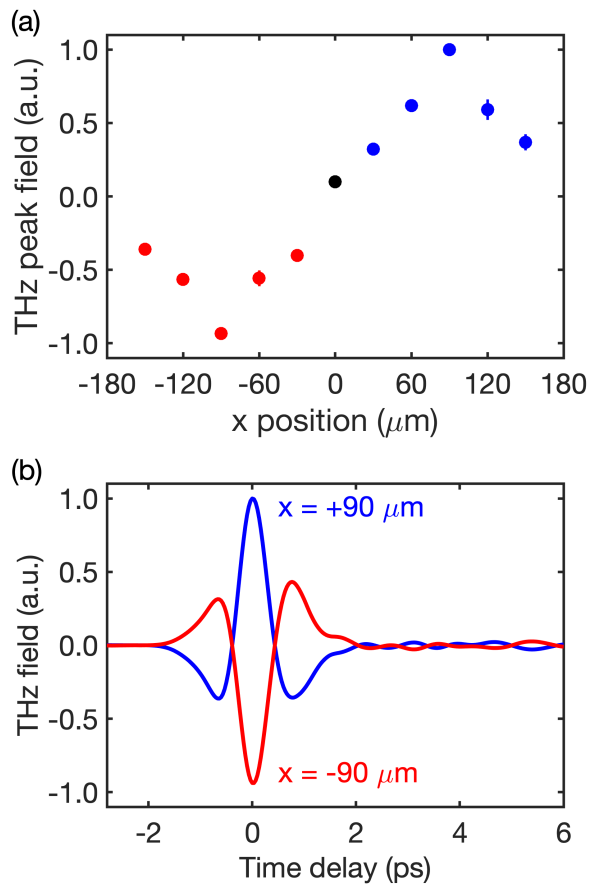 (a)
THz peak field (a.u.)
1.0
0.5
0.0
-0.5
-1.0
-180 -120 -60 0 60 120 180
x position (μm)
(b)
THz field (a.u.)
1.0
0.5
0.0
-0.5
-1.0
x = +90 μm
x = -90 μm
-2 0 2 4 6
Time delay (ps)